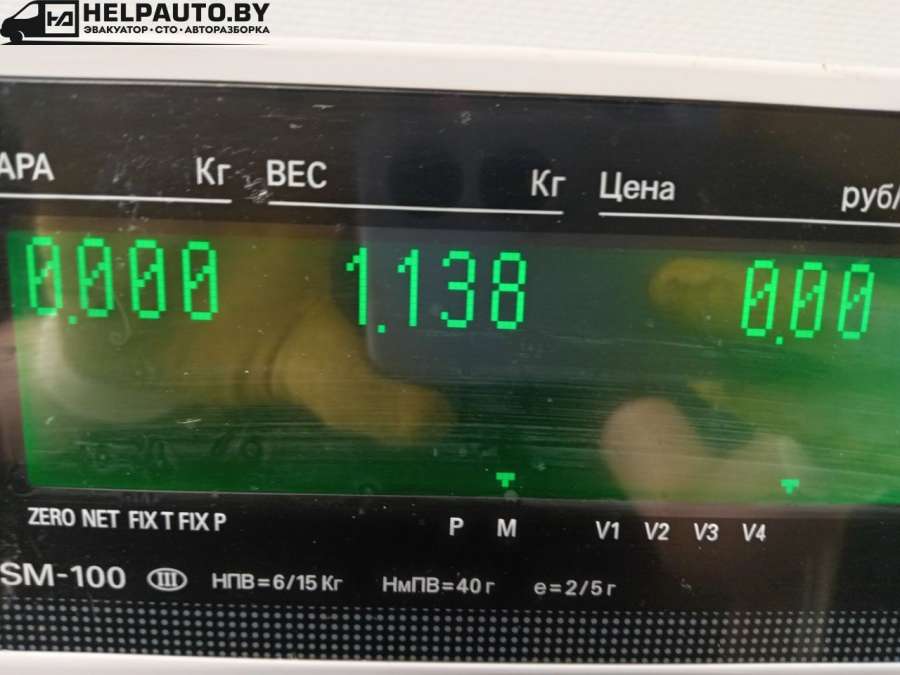 HELPAUTO.BY
ЭВАКУАТОР • СТО • АВТОРАЗБОРКА
АРА Кг ВЕС Кг Цена руб/
0.000 1.138 0.00
ZERO NET FIX T FIX P P M V1 V2 V3 V4
SM-100 III НПВ=6/15 Кг НмПВ=40 г e=2/5 г